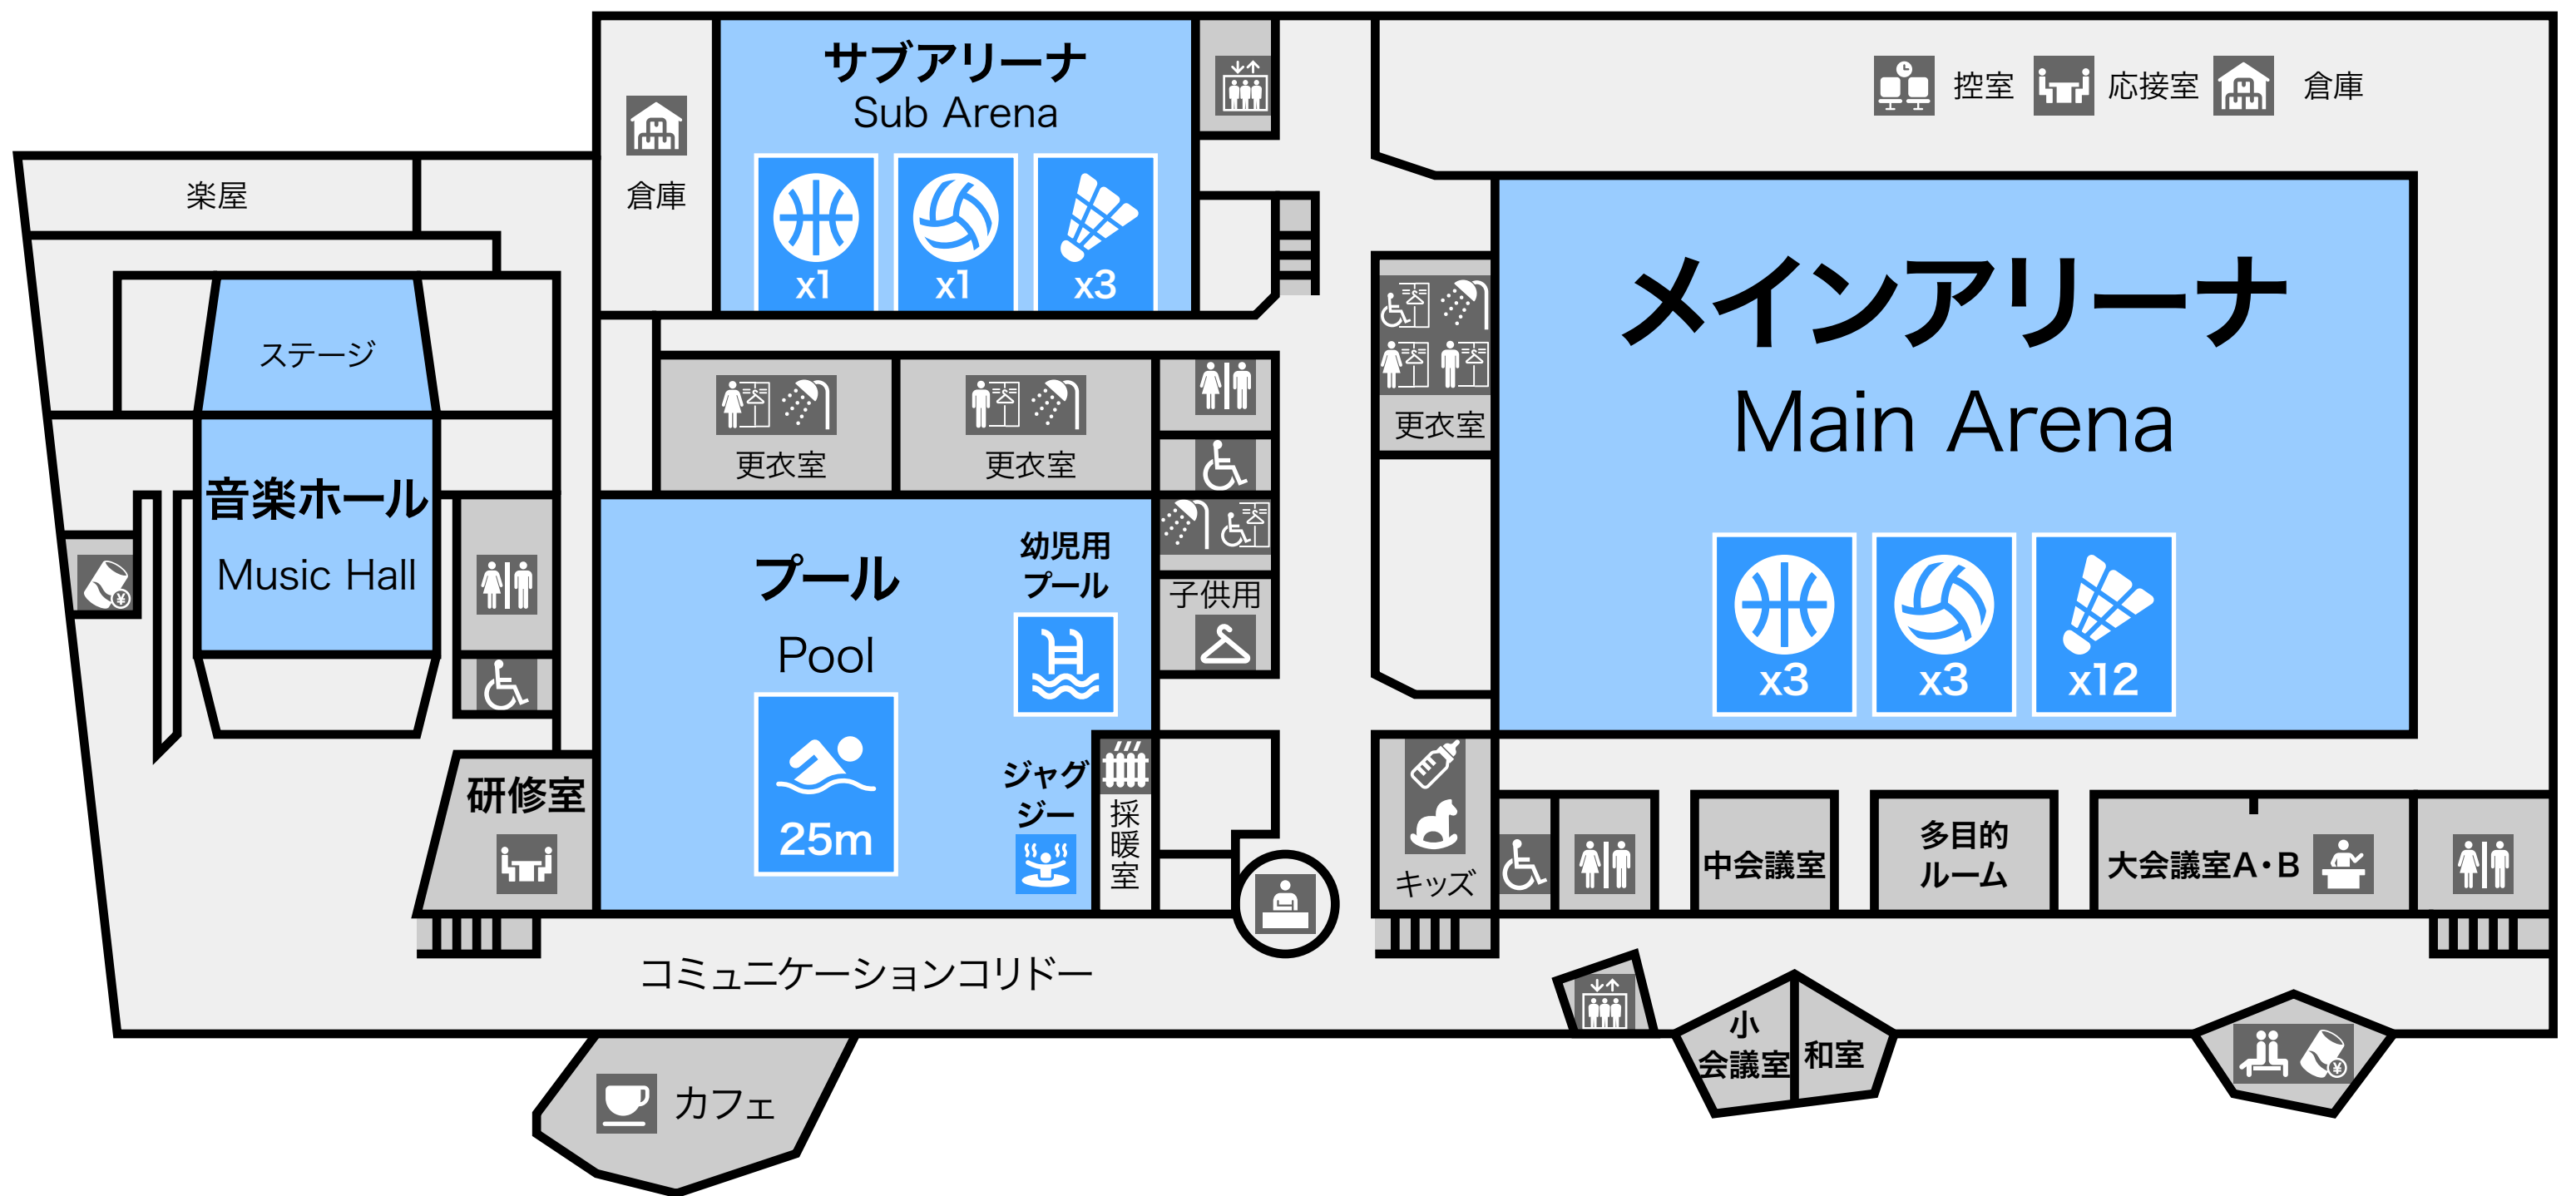 サブアリーナ
Sub Arena
x1
x1
x3
倉庫
控室
応接室
倉庫
楽屋
ステージ
音楽ホール
Music Hall
更衣室
更衣室
更衣室
メインアリーナ
Main Arena
x3
x3
x12
プール
Pool
25m
幼児用
プール
ジャグ
ジー
採暖室
子供用
研修室
キッズ
中会議室
多目的
ルーム
大会議室A・B
コミュニケーションコリドー
小
会議室
和室
カフェ